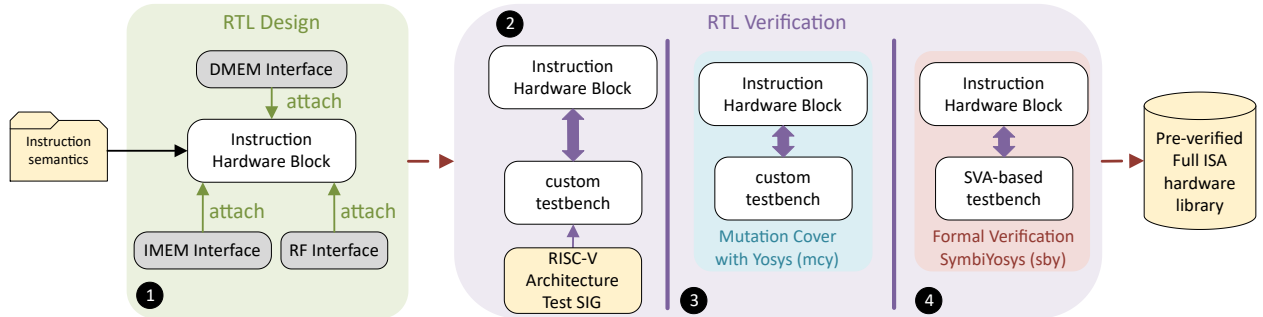 RTL Design
DMEM Interface
attach
Instruction
Hardware Block
attach
attach
IMEM Interface
RF Interface
1
Instruction
semantics
2
RTL Verification
Instruction
Hardware Block
custom
testbench
RISC-V
Architecture
Test SIG
Instruction
Hardware Block
custom
testbench
Mutation Cover
with Yosys (mcy)
3
Instruction
Hardware Block
SVA-based
testbench
Formal Verification
SymbiYosys (sby)
4
Pre-verified
Full ISA
hardware
library